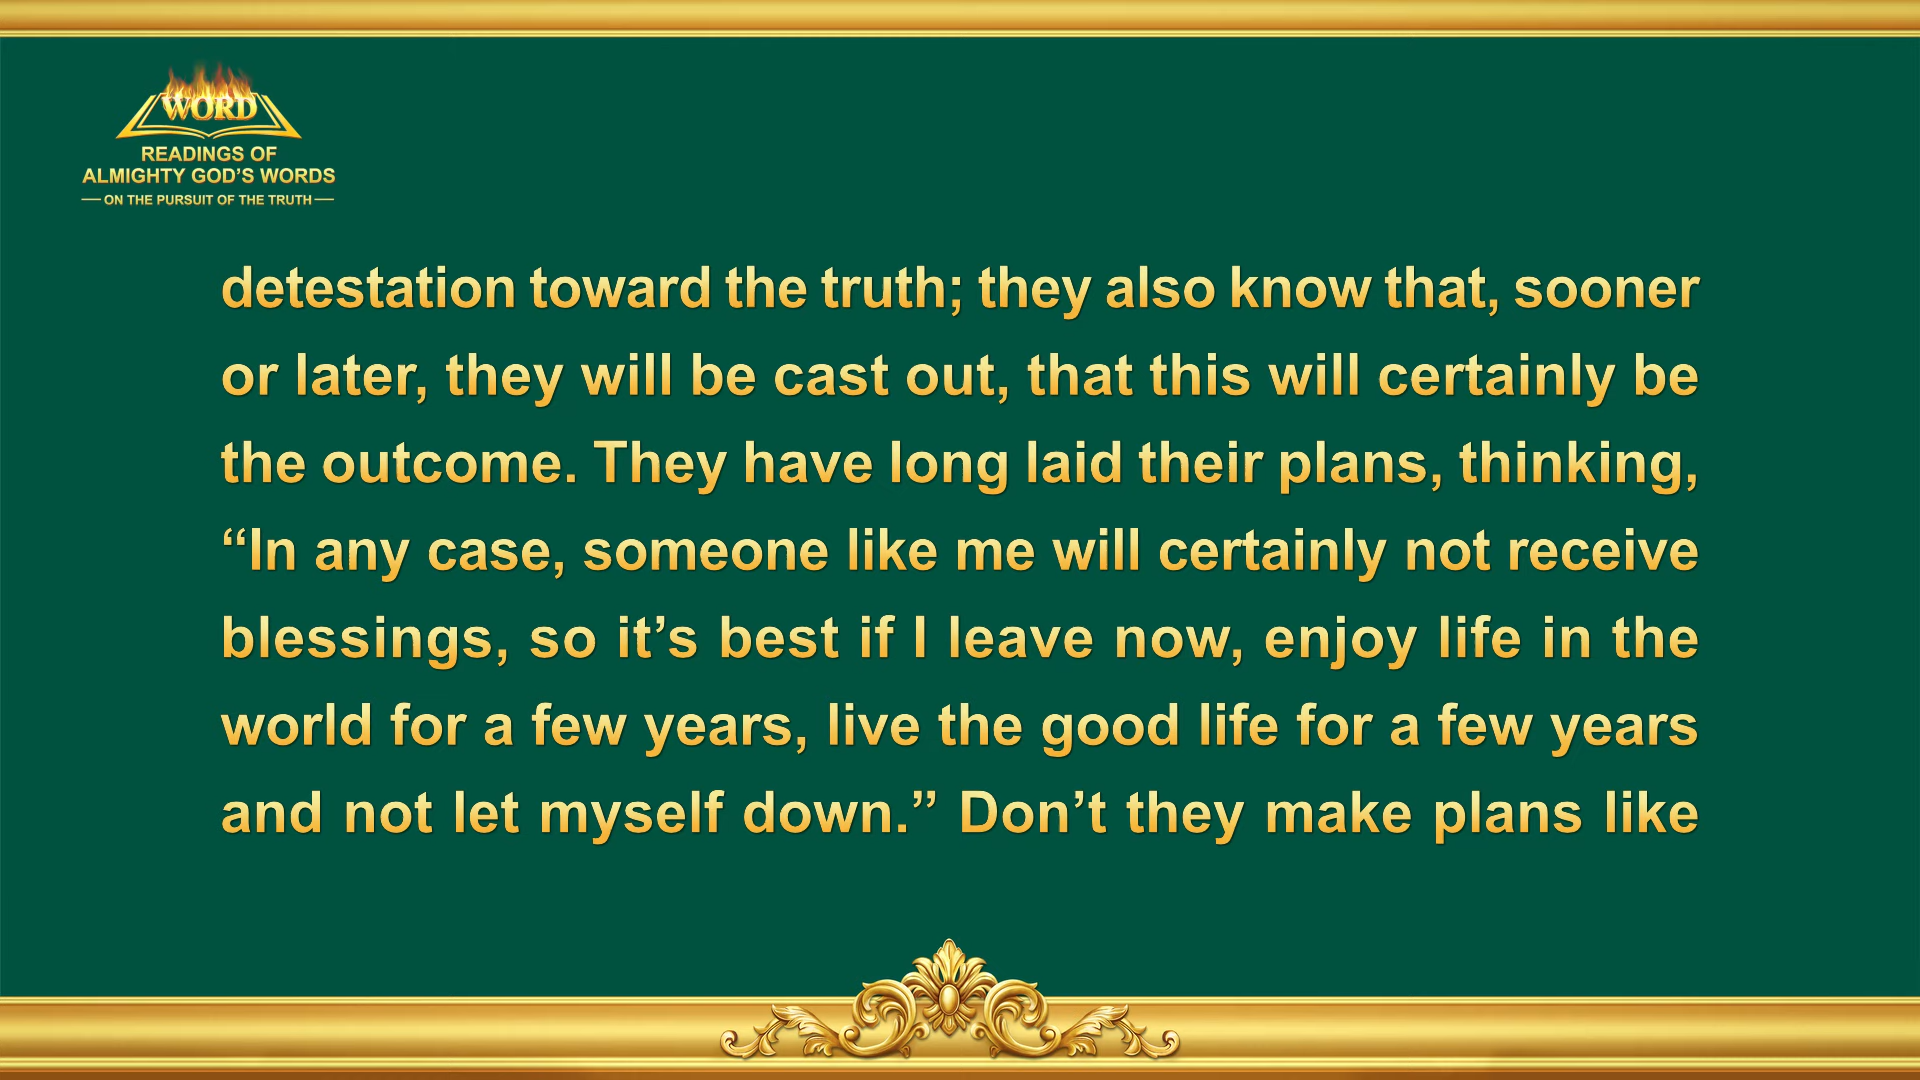 WORD
READINGS OF
ALMIGHTY GOD’S WORDS
ON THE PURSUIT OF THE TRUTH
detestation toward the truth; they also know that, sooner
or later, they will be cast out, that this will certainly be
the outcome. They have long laid their plans, thinking,
“In any case, someone like me will certainly not receive
blessings, so it’s best if I leave now, enjoy life in the
world for a few years, live the good life for a few years
and not let myself down.” Don’t they make plans like